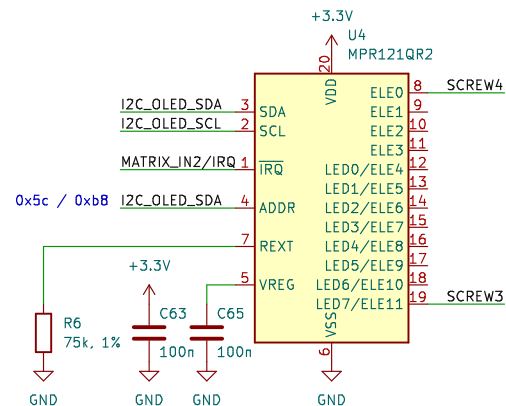 +3.3V
U4
MPR121QR2
20
VDD
I2C_OLED_SDA 3 SDA
I2C_OLED_SCL 2 CL
MATRIX_IN2/IRQ 1 IRQ
0x5c / 0xb8 I2C_OLED_SDA 4 ADDR
7 REXT
5 VREG
ELE0 8 SCREW4
ELE1 9
ELE2 10
ELE3 11
LED0/ELE4 12
LED1/ELE5 13
LED2/ELE6 14
LED3/ELE7 15
LED4/ELE8 16
LED5/ELE9 17
LED6/ELE10 18
LED7/ELE11 19 SCREW3
VSS
6
+3.3V
R6
75k, 1%
C63
100n
C65
100n
GND
GND
GND
GND